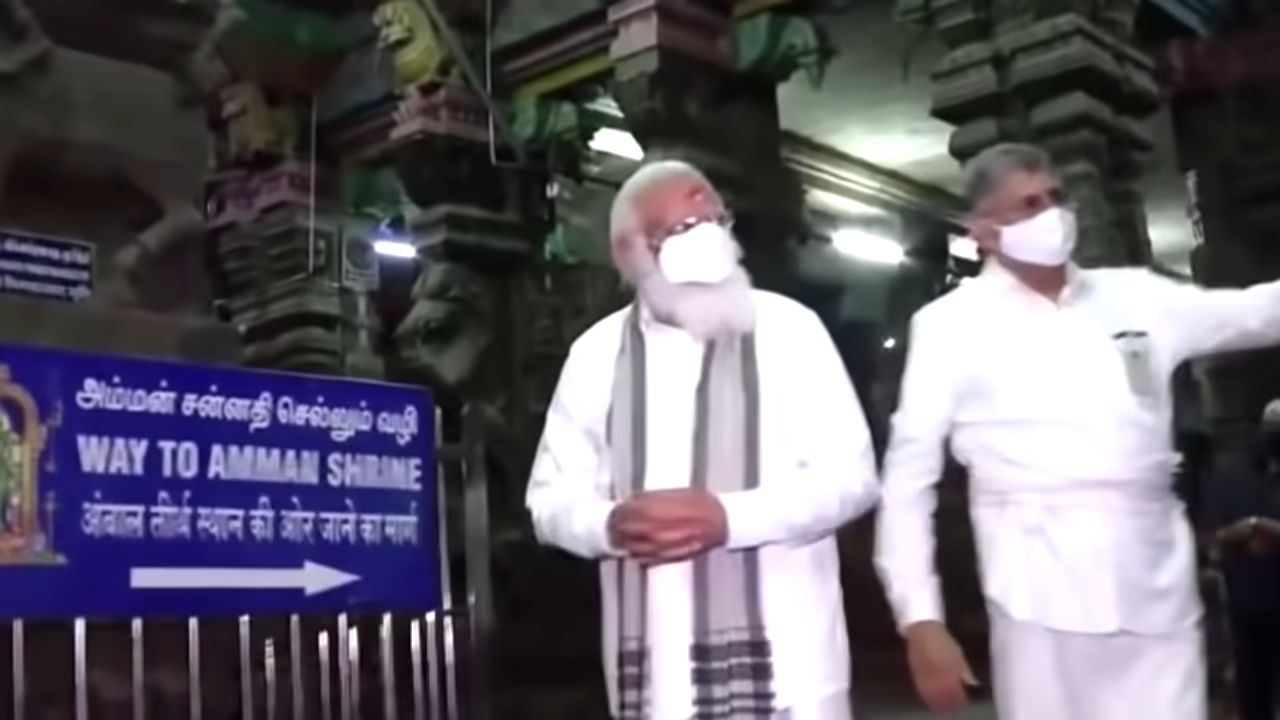 அம்மன் சன்னதி செல்லும் வழி
WAY TO AMMAN SHRINE
अंबाल तीर्थ स्थान की ओर जाने का मार्ग